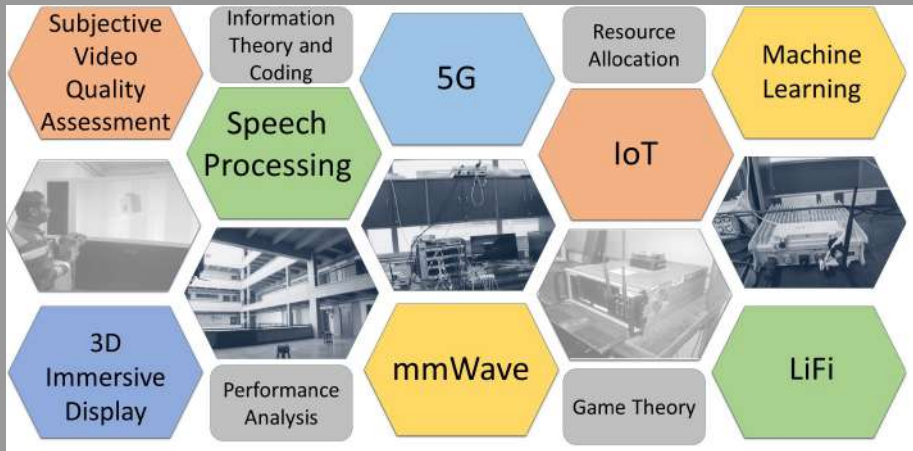 Subjective
Video
Quality
Assessment
Information
Theory and
Coding
5G
Resource
Allocation
Machine
Learning
Speech
Processing
IoT
3D
Immersive
Display
Performance
Analysis
mmWave
Game Theory
LiFi